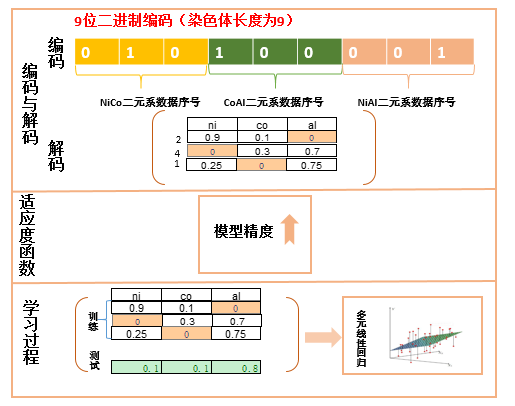 9位二进制编码（染色体长度为9）
编码与解码
编码
0 1 0 1 0 0 0 0 1
NiCo二元系数据序号 CoAl二元系数据序号 NiAl二元系数据序号
解码
ni co al
2 0.9 0.1 0
4 0 0.3 0.7
1 0.25 0 0.75
适应度函数
模型精度
学习过程
训练
ni co al
0.9 0.1 0
0 0.3 0.7
0.25 0 0.75
测试
0.1 0.1 0.8
多元线性回归